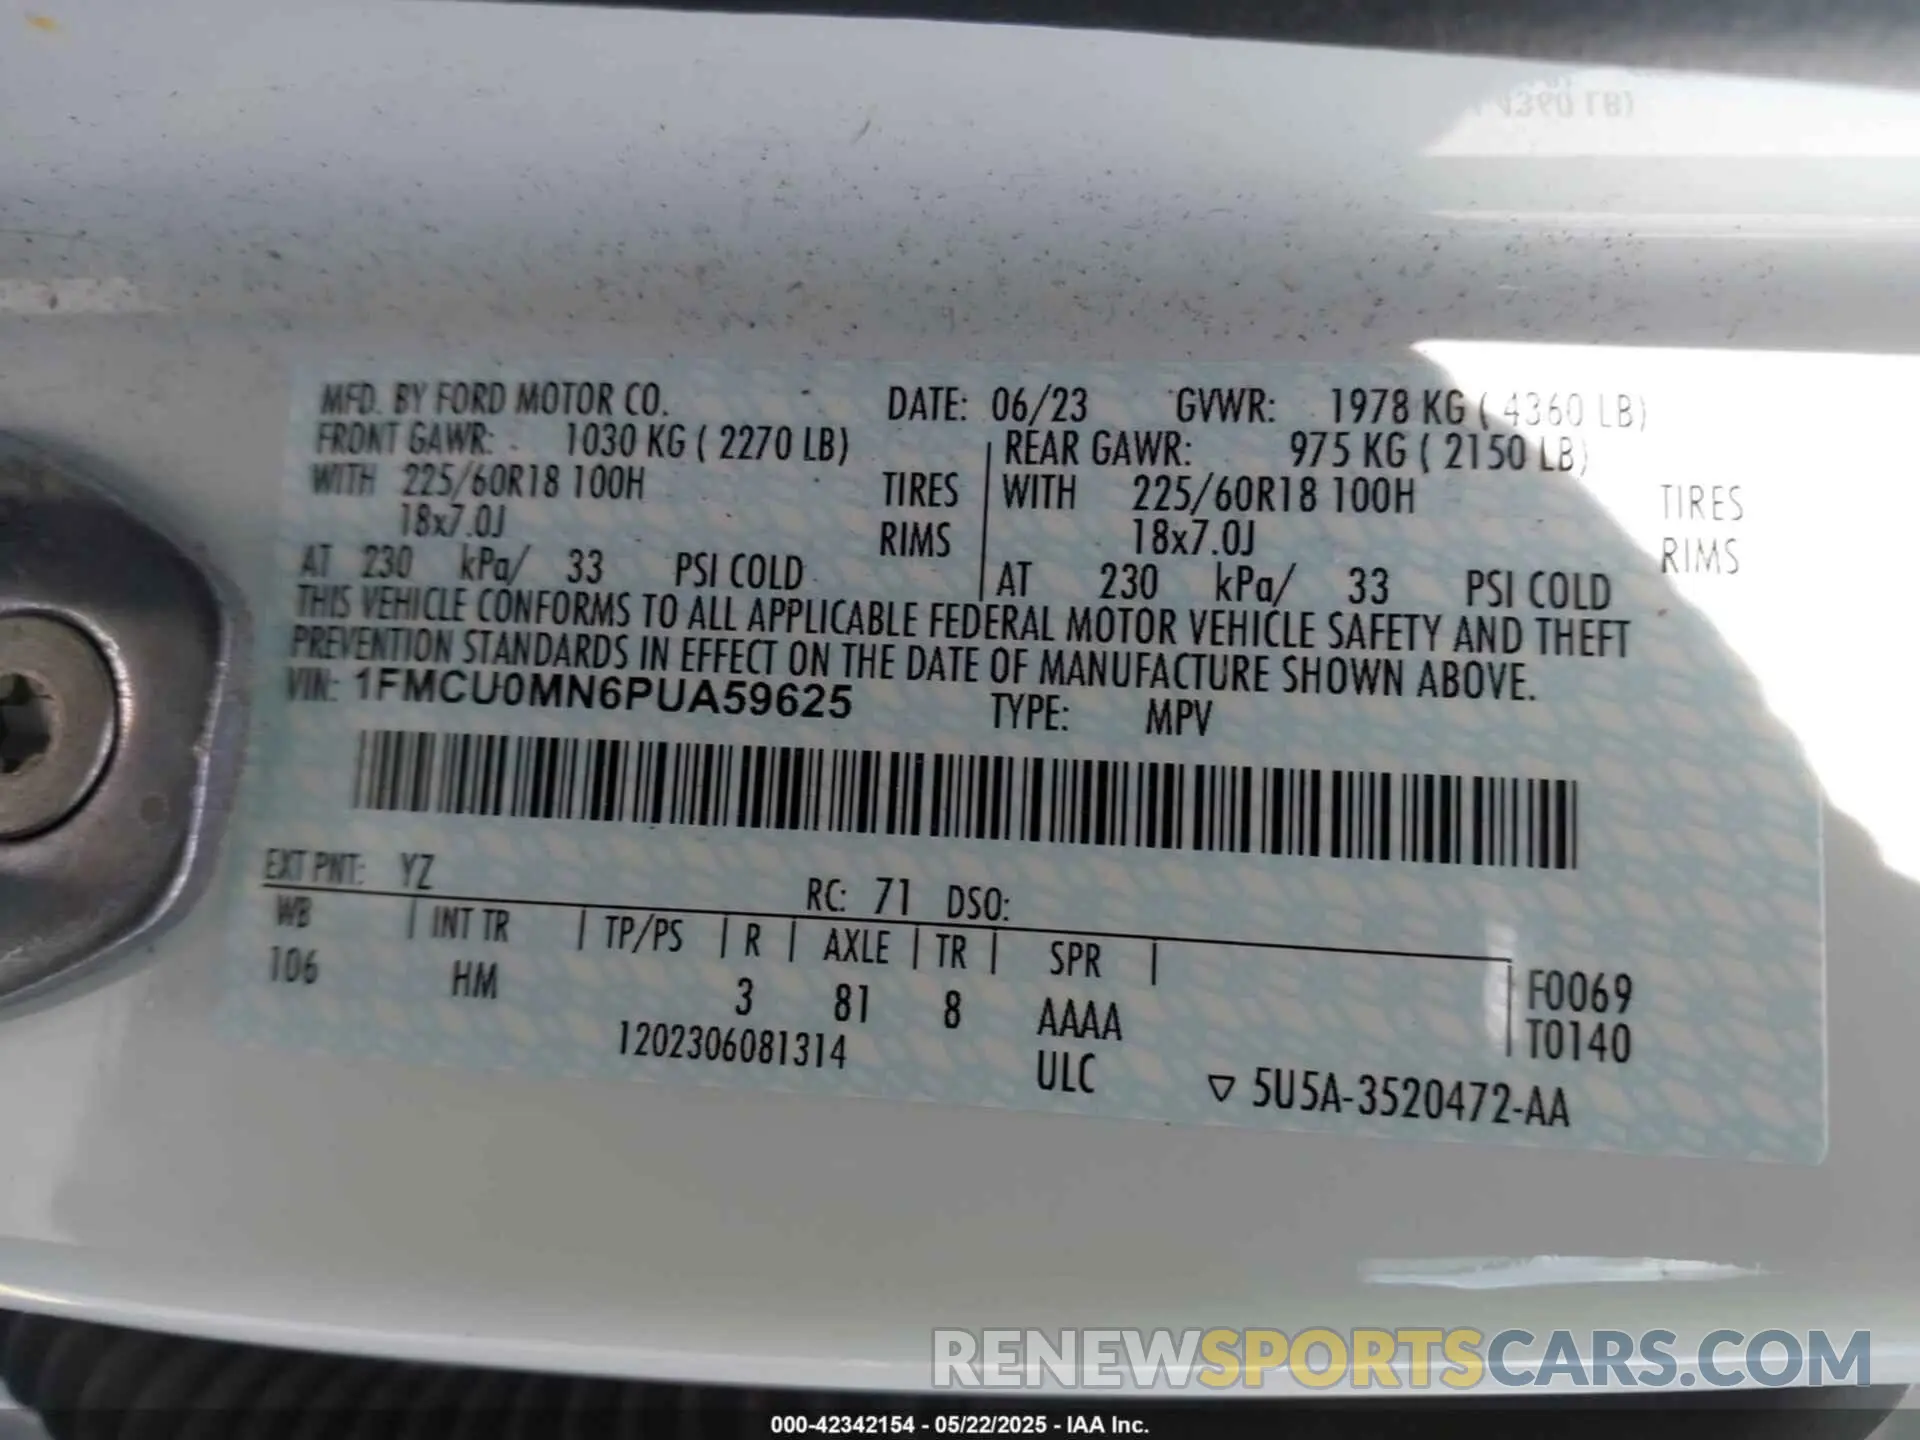 MFD. BY FORD MOTOR CO. DATE: 06/23 GVWR: 1978 KG ( 4360 LB)
FRONT GAWR: 1030 KG ( 2270 LB) REAR GAWR: 975 KG ( 2150 LB)
WITH 225/60R18 100H TIRES WITH 225/60R18 100H TIRES
18x7.0J RIMS 18x7.0J RIMS
AT 230 kPa/ 33 PSI COLD AT 230 kPa/ 33 PSI COLD
THIS VEHICLE CONFORMS TO ALL APPLICABLE FEDERAL MOTOR VEHICLE SAFETY AND THEFT
PREVENTION STANDARDS IN EFFECT ON THE DATE OF MANUFACTURE SHOWN ABOVE.
VIN: 1FMCU0MN6PUA59625 TYPE: MPV
EXT PNT: YZ RC: 71 DSO:
WB INT TR TP/PS R AXLE TR SPR
106 HM 3 81 8 AAAA F0069
T0140
1202306081314 ULC ▽ 5U5A-3520472-AA
RENEWSPORTSCARS.COM
000-42342154 - 05/22/2025 - IAA Inc.